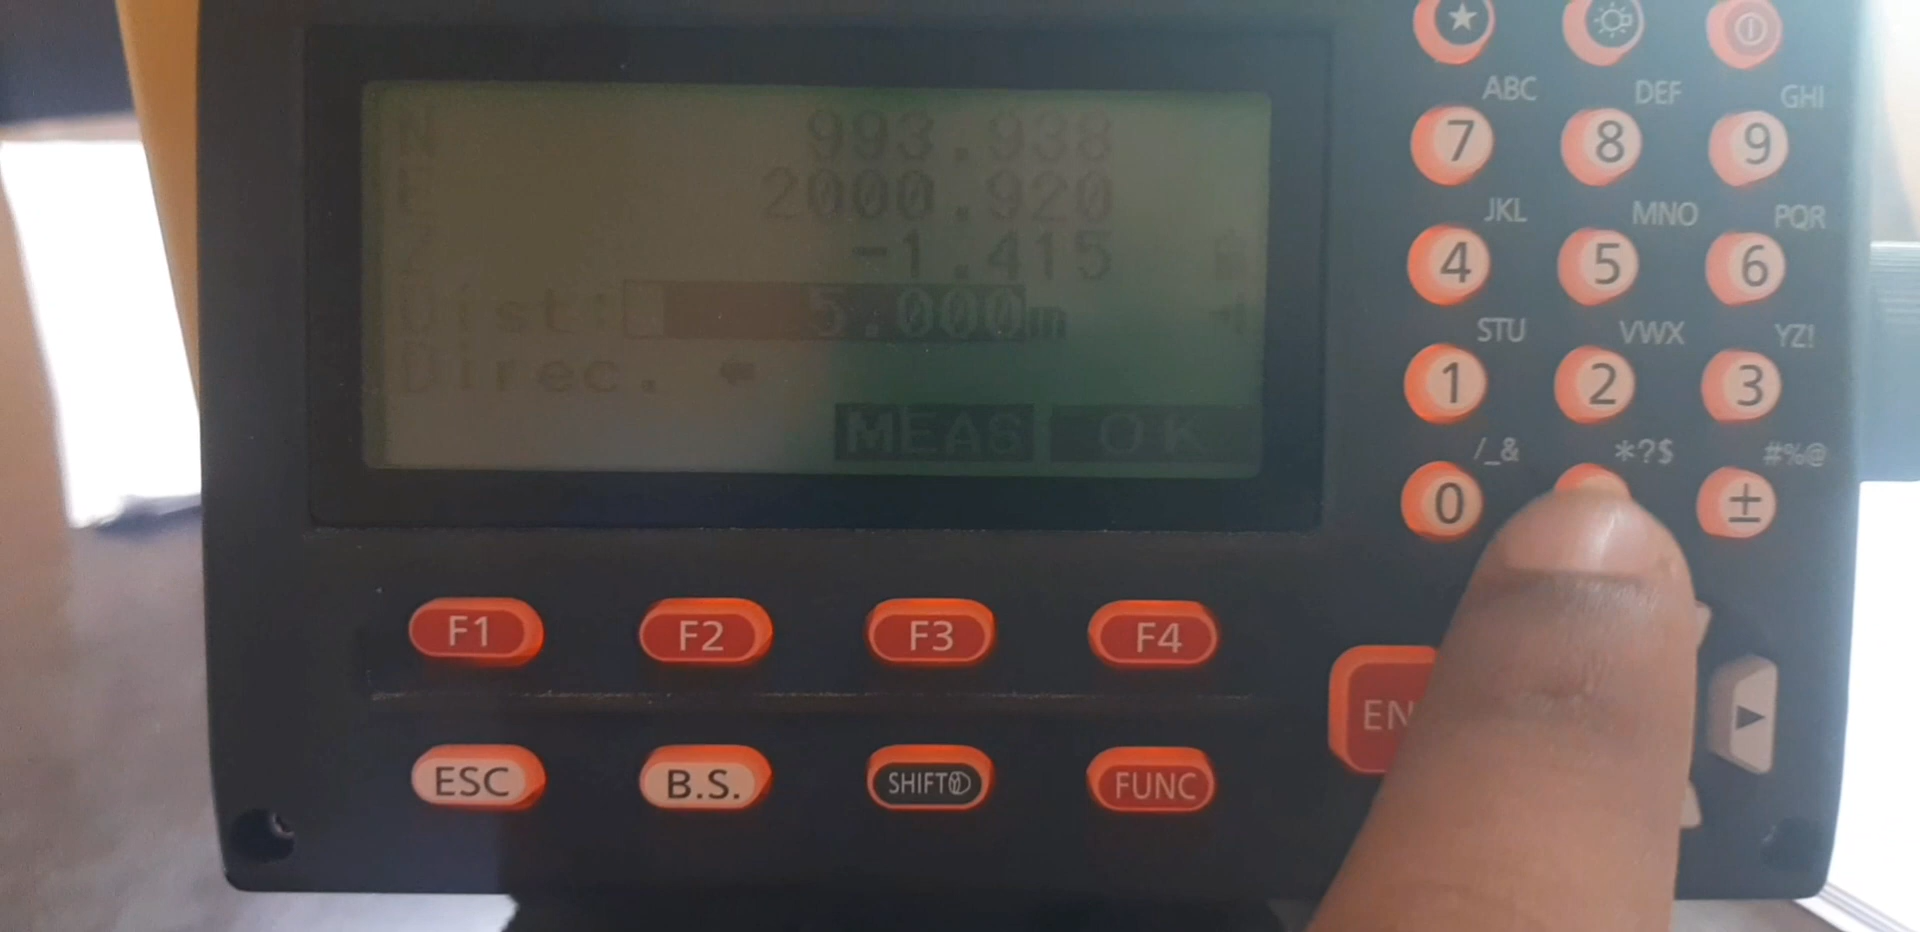 N 993.938
E 2000.920
Z -1.415
Dist: 5.000m
Direc.
MEAS OK
ABC DEF GHI
7 8 9
JKL MNO PQR
4 5 6
STU VWX YZ!
1 2 3
/_& *?$ #%@
0 ±
F1 F2 F3 F4
EN
ESC B.S. SHIFT FUNC